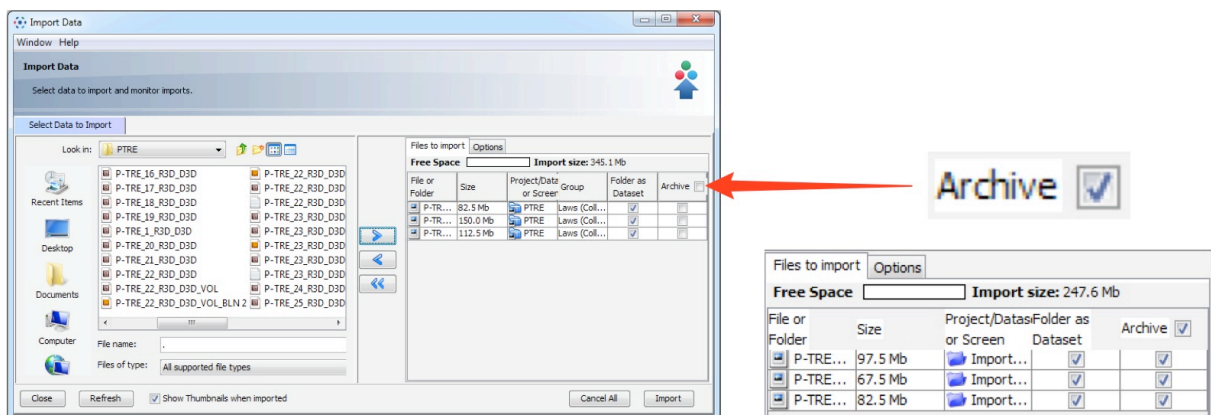 Import Data
Window Help
Import Data
Select data to import and monitor imports.
Select Data to Import
Look in: PTRE
Recent Items
Desktop
Documents
Computer
P-TRE_16_R3D_D3D
P-TRE_17_R3D_D3D
P-TRE_18_R3D_D3D
P-TRE_19_R3D_D3D
P-TRE_1_R3D_D3D
P-TRE_20_R3D_D3D
P-TRE_21_R3D_D3D
P-TRE_22_R3D_D3D
P-TRE_22_R3D_D3D_VOL
P-TRE_22_R3D_D3D_VOL_BLN 2
P-TRE_22_R3D_D3D
P-TRE_22_R3D_D3D
P-TRE_22_R3D_D3D
P-TRE_23_R3D_D3D
P-TRE_23_R3D_D3D
P-TRE_23_R3D_D3D
P-TRE_23_R3D_D3D
P-TRE_23_R3D_D3D
P-TRE_24_R3D_D3D
P-TRE_25_R3D_D3D
File name: .
Files of type: All supported file types
Close Refresh Show Thumbnails when imported Cancel All Import
Files to import Options
Free Space Import size: 345.1 Mb
File or Folder Size Project/Data or Screen Group Folder as Dataset Archive
P-TR... 82.5 Mb PTRE Laws (Coll...
P-TR... 150.0 Mb PTRE Laws (Coll...
P-TR... 112.5 Mb PTRE Laws (Coll...
Archive
Files to import Options
Free Space Import size: 247.6 Mb
File or Folder Size Project/Datas or Screen Folder as Dataset Archive
P-TRE... 97.5 Mb Import...
P-TRE... 67.5 Mb Import...
P-TRE... 82.5 Mb Import...